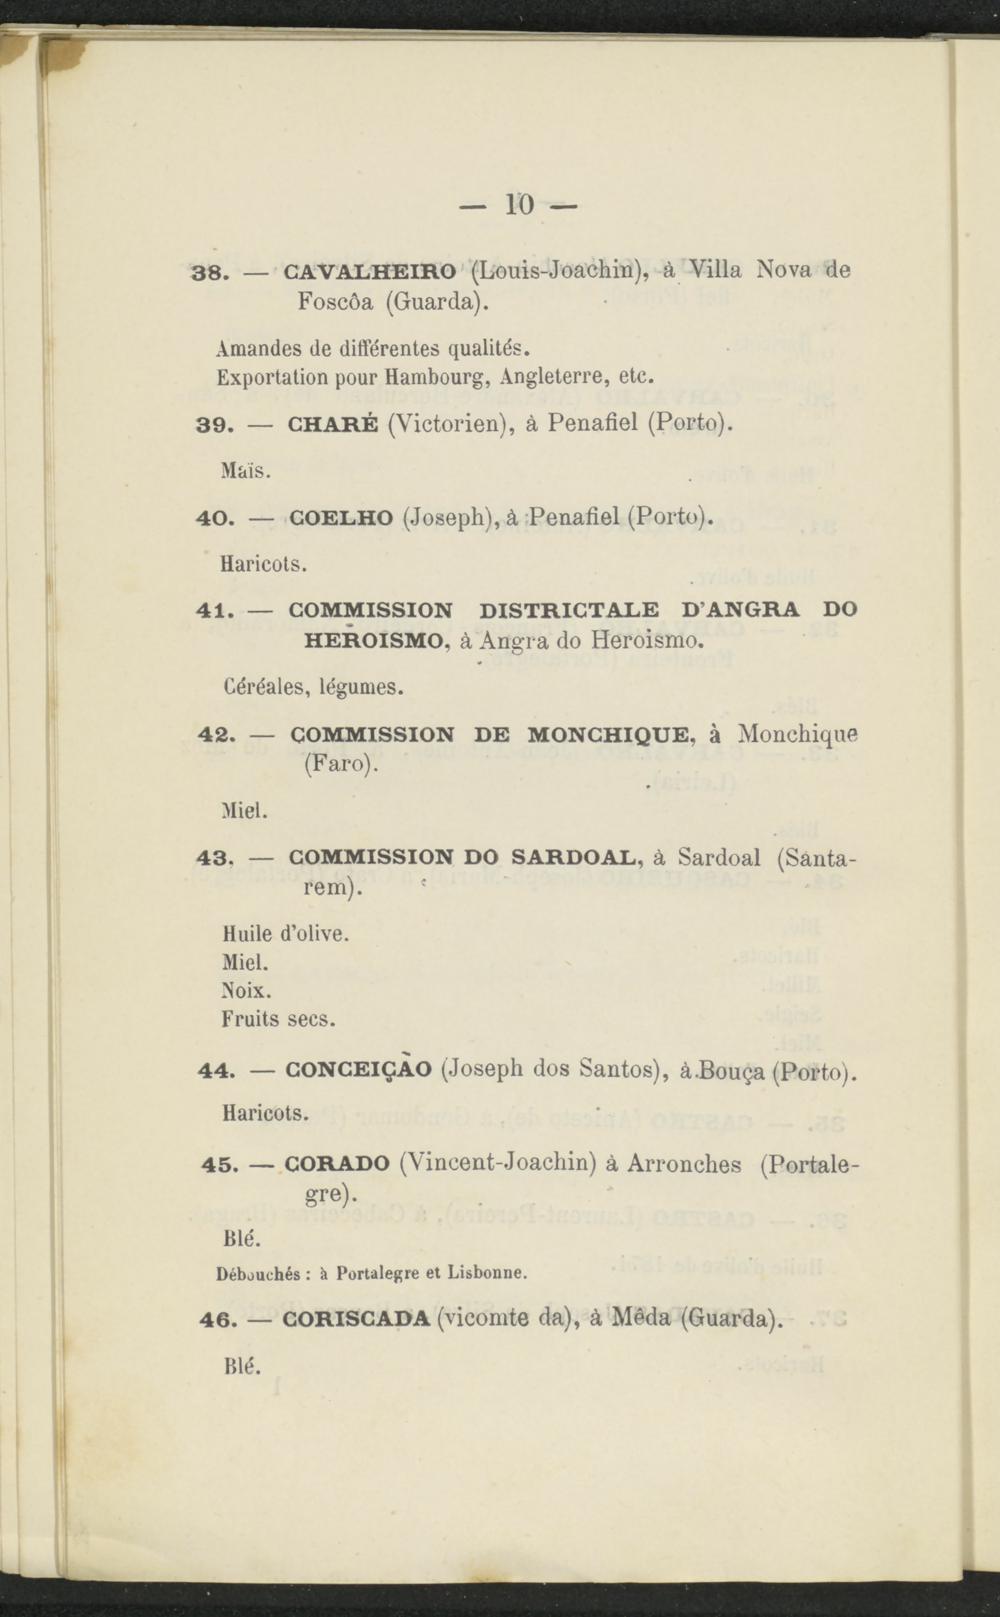 — 10 —
38. — CAVALHEIRO (Louis-Joachin), à Villa Nova de
Foscôa (Guarda).
Amandes de différentes qualités.
Exportation pour Hambourg, Angleterre, etc.
39. — CHARÉ (Victorien), à Penafiel (Porto).
Maïs.
40. — COELHO (Joseph), à Penafiel (Porto).
Haricots.
41. — COMMISSION DISTRICTALE D'ANGRA DO
HEROISMO, à Angra do Heroismo.
Céréales, légumes.
42. — COMMISSION DE MONCHIQUE, à Monchique
(Faro).
Miel.
43. — COMMISSION DO SARDOAL, à Sardoal (Santa-
rem).
Huile d'olive.
Miel.
Noix.
Fruits secs.
44. — CONCEIÇÃO (Joseph dos Santos), à Bouça (Porto).
Haricots.
45. — CORADO (Vincent-Joachin) à Arronches (Portale-
gre).
Blé.
Débouchés : à Portalegre et Lisbonne.
46. — CORISCADA (vicomte da), à Mêda (Guarda).
Blé.